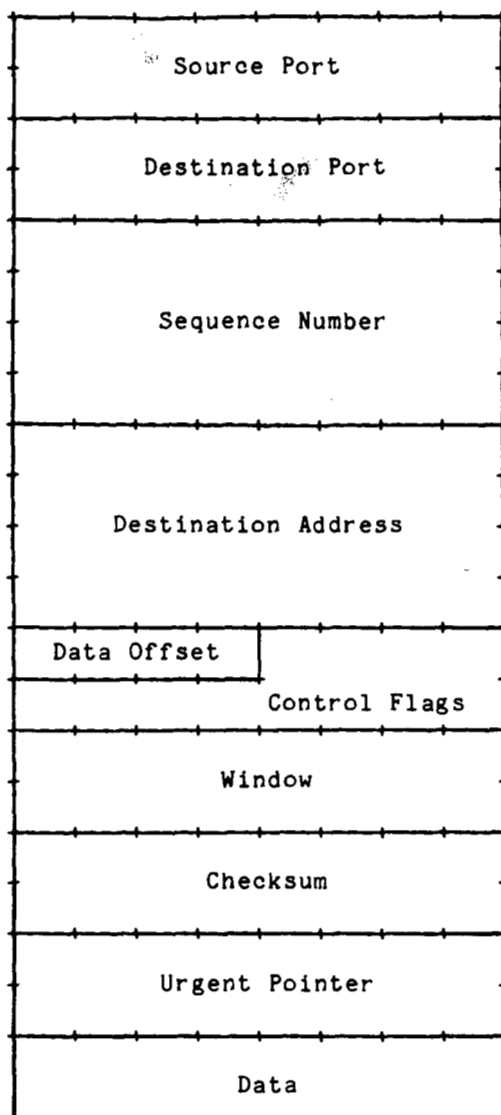 Source Port
Destination Port
Sequence Number
Destination Address
Data Offset
Control Flags
Window
Checksum
Urgent Pointer
Data